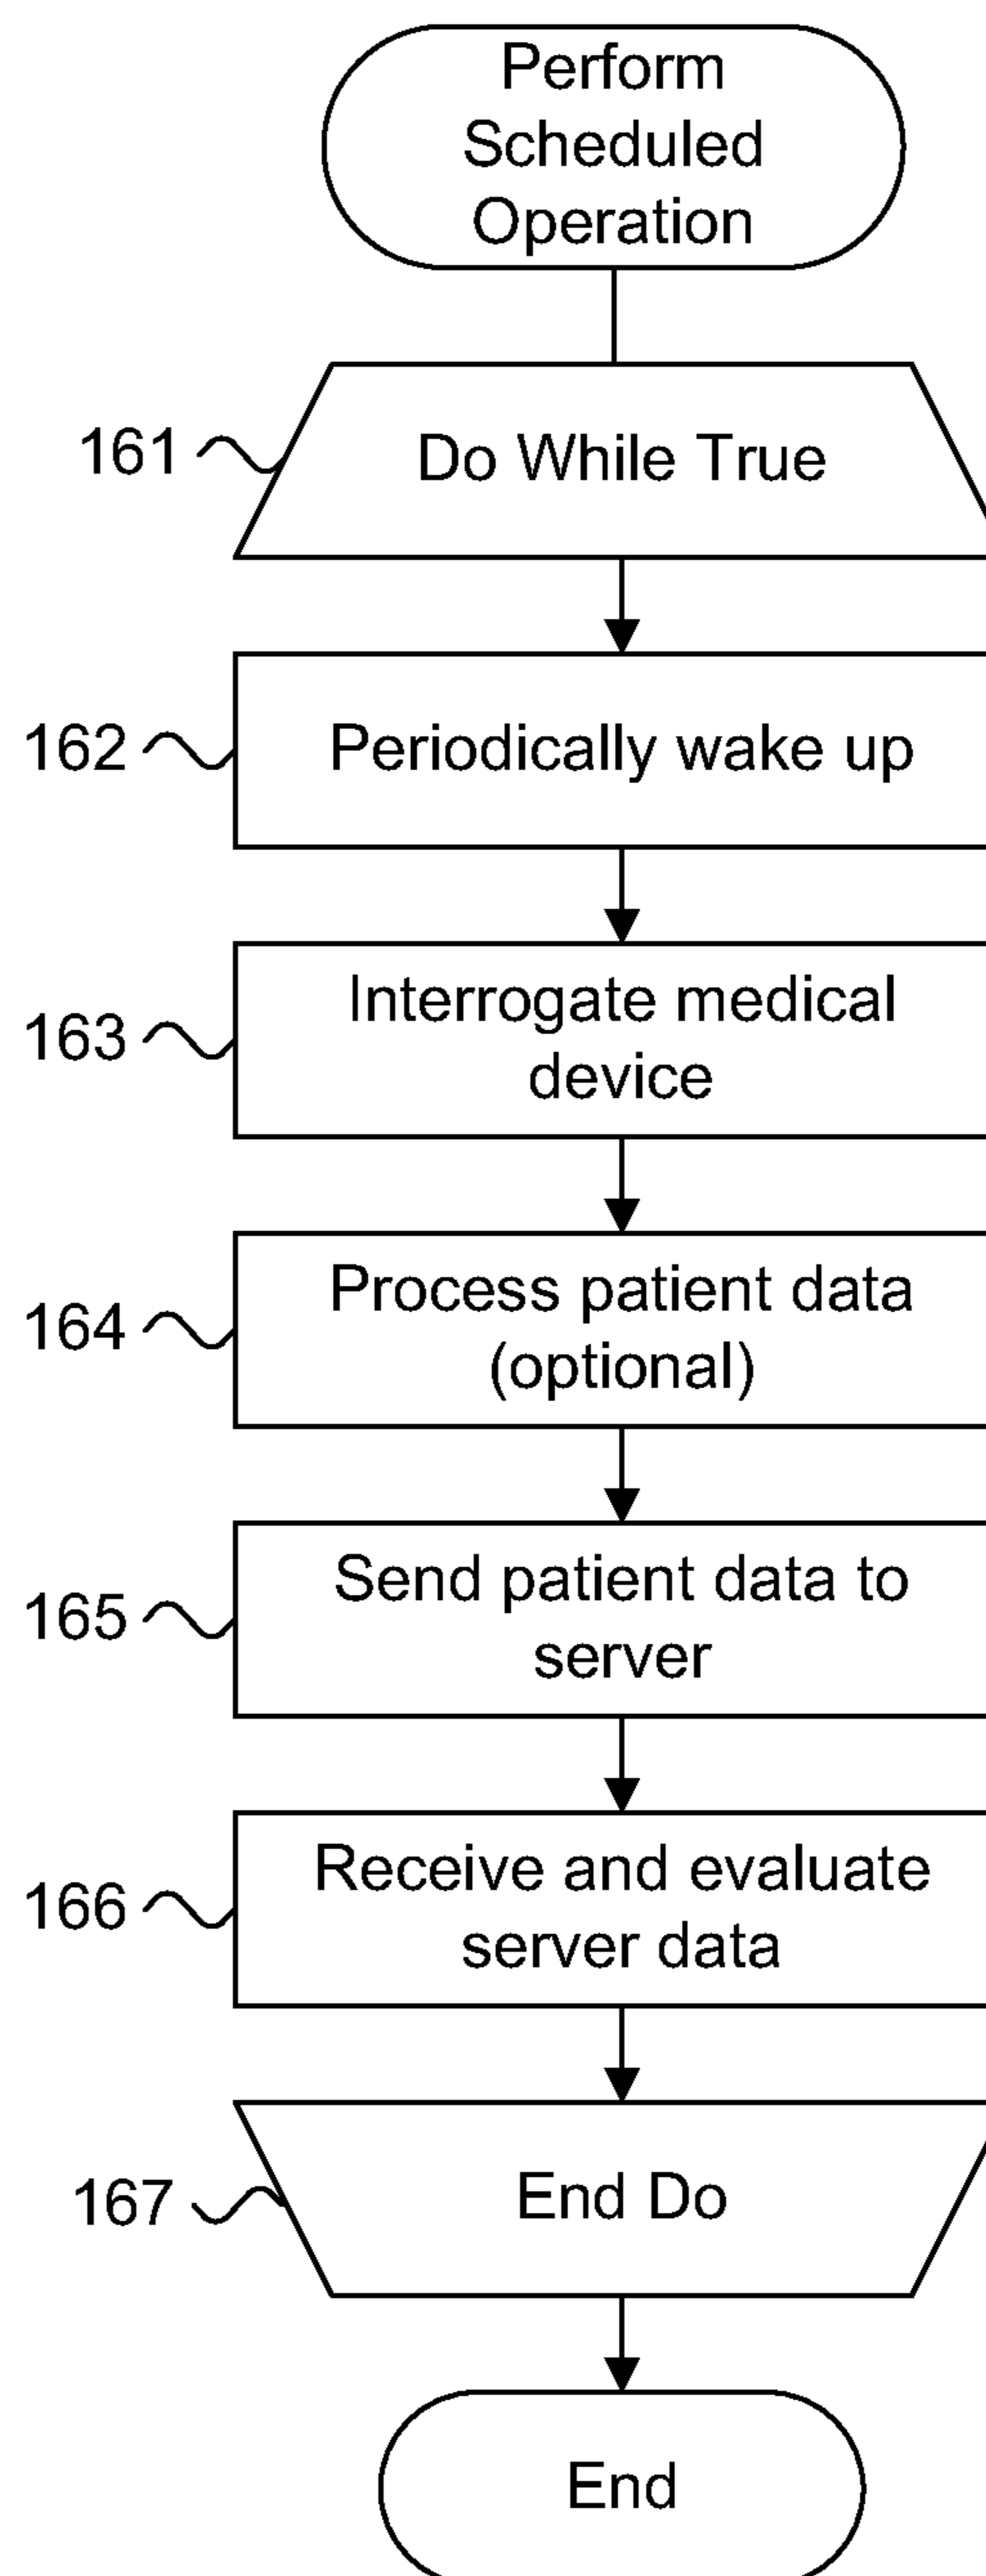 Perform
Scheduled
Operation
161
Do While True
162
Periodically wake up
163
Interrogate medical
device
164
Process patient data
(optional)
165
Send patient data to
server
166
Receive and evaluate
server data
167
End Do
End